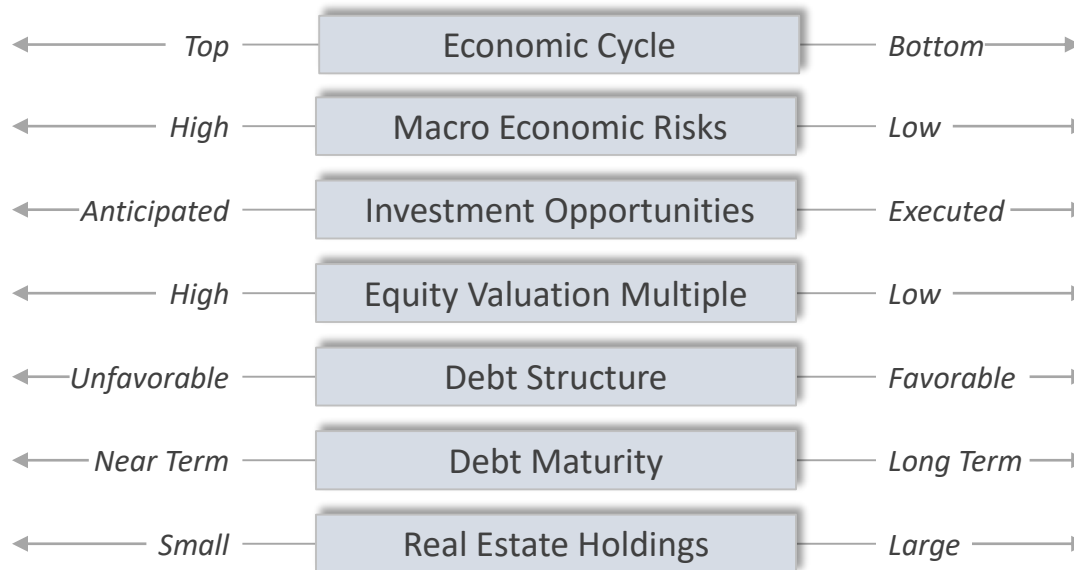 Top Economic Cycle Bottom
High Macro Economic Risks Low
Anticipated Investment Opportunities Executed
High Equity Valuation Multiple Low
Unfavorable Debt Structure Favorable
Near Term Debt Maturity Long Term
Small Real Estate Holdings Large